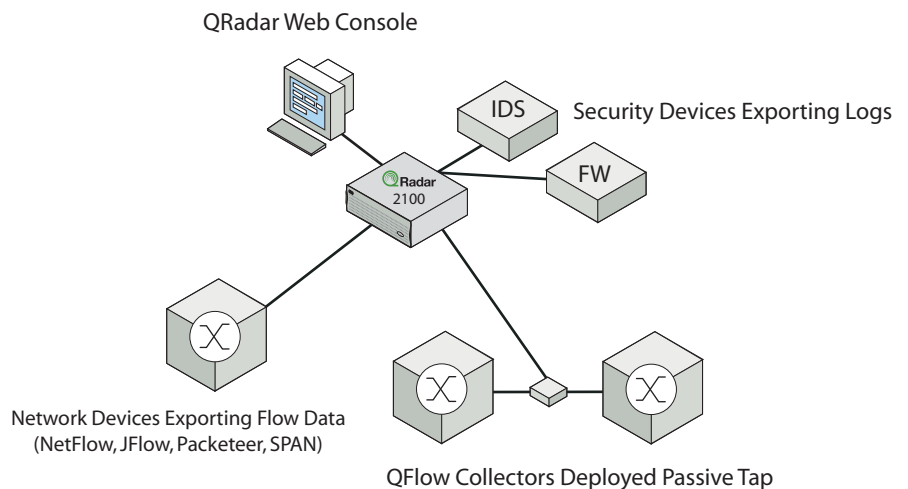 QRadar Web Console
IDS
Security Devices Exporting Logs
FW
QRadar
2100
Network Devices Exporting Flow Data
(NetFlow, JFlow, Packeteer, SPAN)
QFlow Collectors Deployed Passive Tap